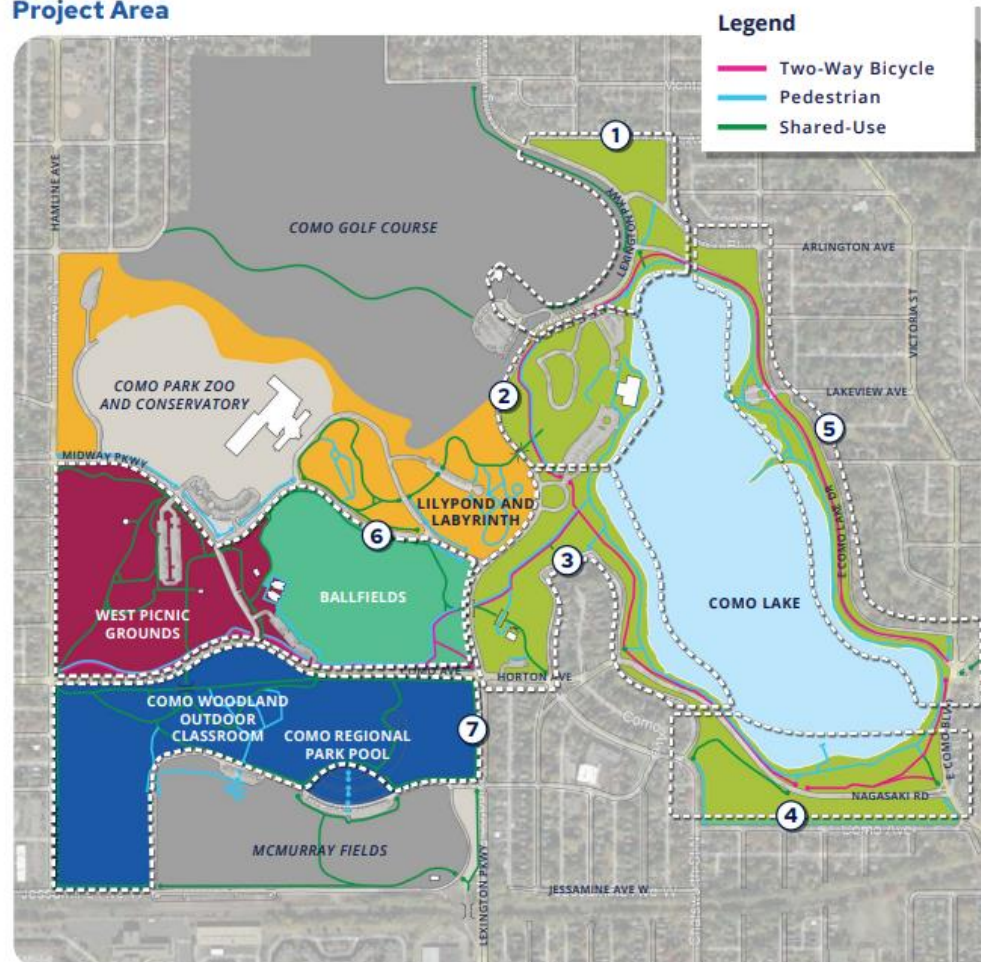 Project Area
Legend
Two-Way Bicycle
Pedestrian
Shared-Use
1
HAMLINE AVE
COMO GOLF COURSE
LEXINGTON PKWY
ARLINGTON AVE
VICTORIA ST
COMO PARK ZOO
AND CONSERVATORY
2
LAKEVIEW AVE
5
MIDWAY PKWY
LILYPOND AND
LABYRINTH
E COMO LAKE DR
6
3
BALLFIELDS
COMO LAKE
WEST PICNIC
GROUNDS
HORTON AVE
COMO WOODLAND
OUTDOOR
CLASSROOM
COMO REGIONAL
PARK POOL
7
E COMO BLVD
NAGASAKI RD
4
MCMURRAY FIELDS
LEXINGTON PKWY
JESSAMINE AVE W